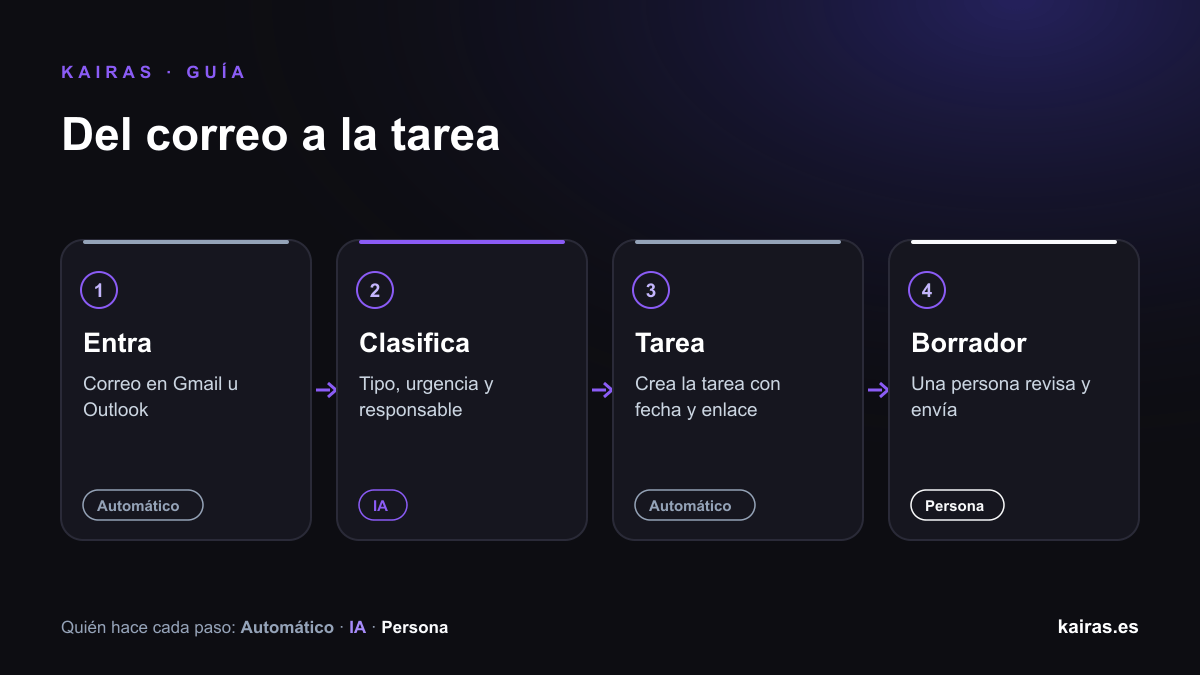 KAIRAS · GUÍA
Del correo a la tarea
1
Entra
Correo en Gmail u
Outlook
Automático
2
Clasifica
Tipo, urgencia y
responsable
IA
3
Tarea
Crea la tarea con
fecha y enlace
Automático
4
Borrador
Una persona revisa y
envía
Persona
Quién hace cada paso: Automático · IA · Persona
kairas.es